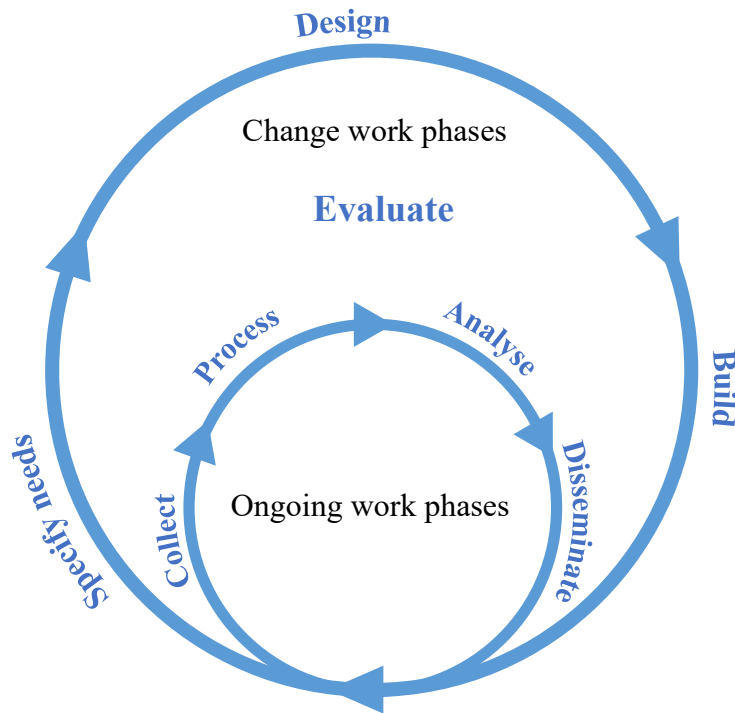 Design
Change work phases
Evaluate
Process
Analyse
Build
Specify needs
Collect
Ongoing work phases
Disseminate